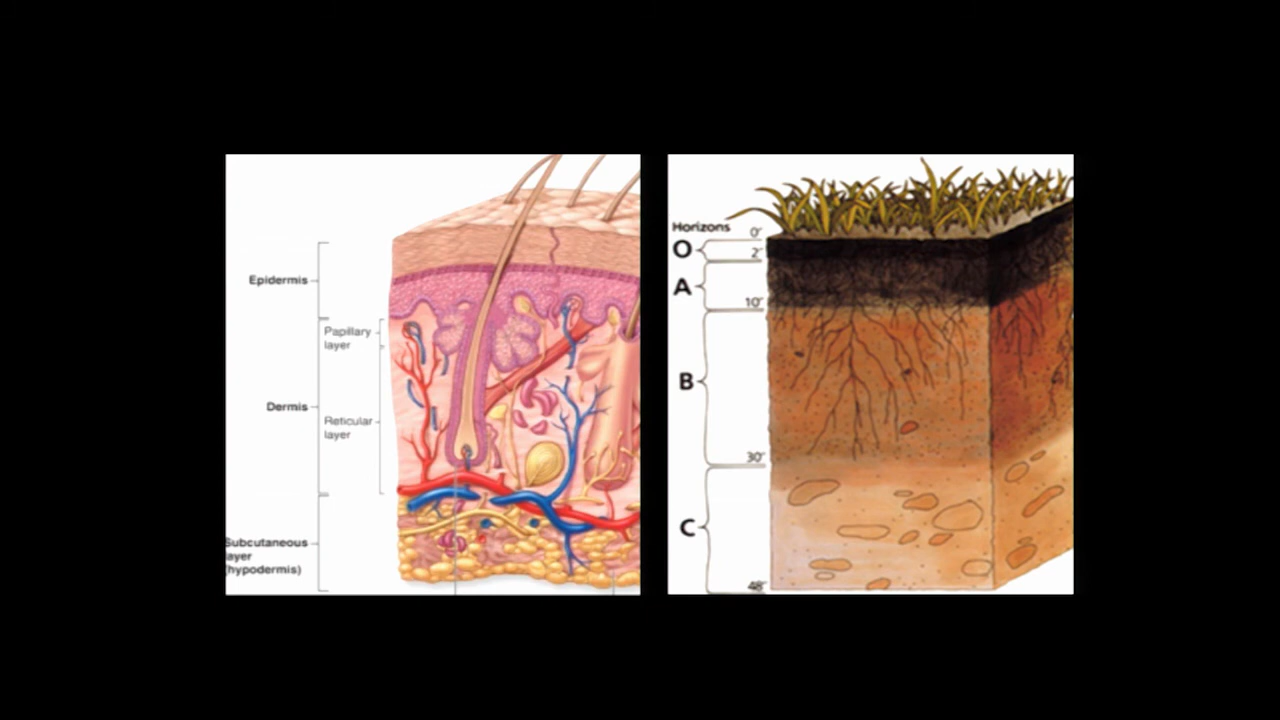 Epidermis
Papillary
layer
Dermis
Reticular
layer
Subcutaneous
layer
(hypodermis)
Horizons
0"
O
2"
A
10"
B
30"
C
48"